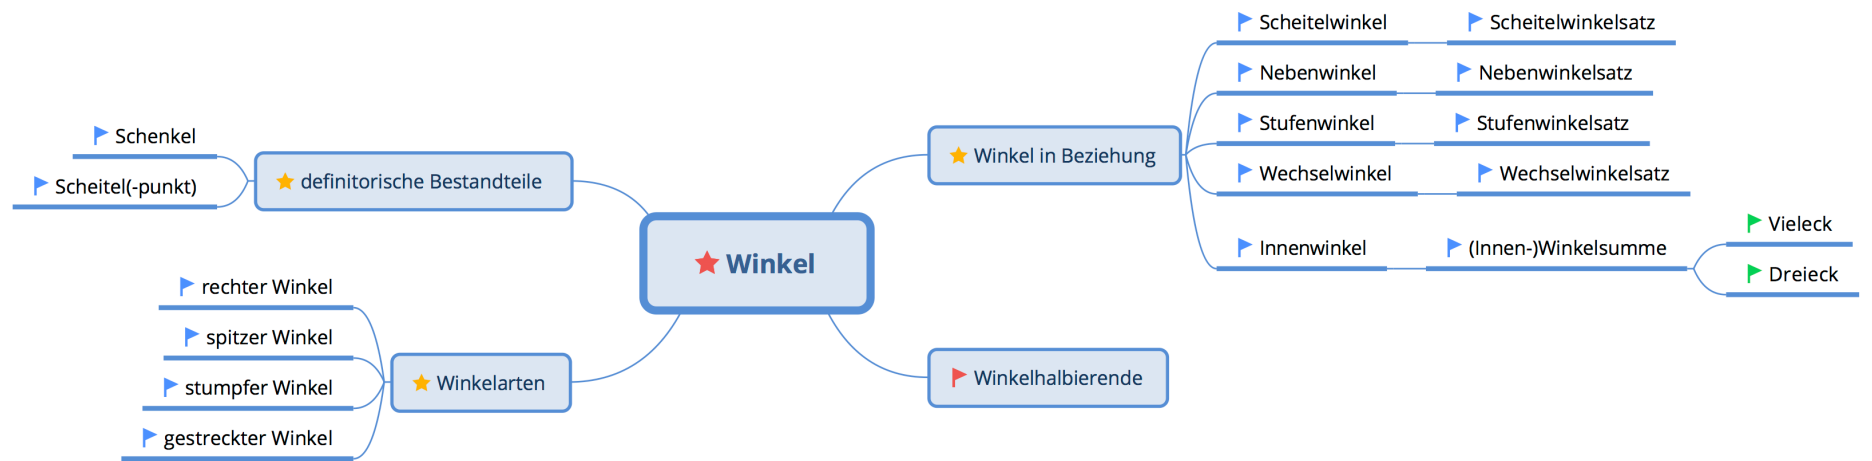 Winkel
definitorische Bestandteile
Schenkel
Scheitel(-punkt)
Winkelarten
rechter Winkel
spitzer Winkel
stumpfer Winkel
gestreckter Winkel
Winkel in Beziehung
Scheitelwinkel
Scheitelwinkelsatz
Nebenwinkel
Nebenwinkelsatz
Stufenwinkel
Stufenwinkelsatz
Wechselwinkel
Wechselwinkelsatz
Innenwinkel
(Innen-)Winkelsumme
Vieleck
Dreieck
Winkelhalbierende